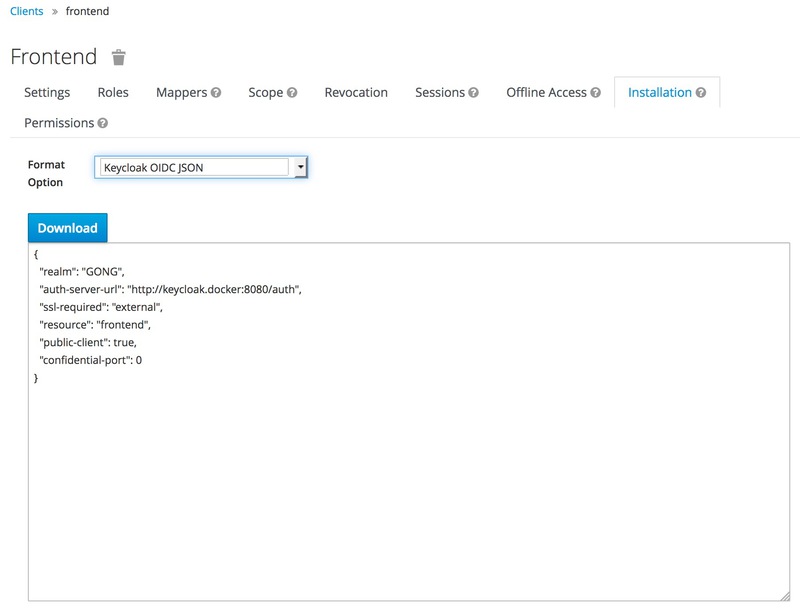 Clients » frontend
Frontend
Settings Roles Mappers Scope Revocation Sessions Offline Access Installation
Permissions
Format Option Keycloak OIDC JSON
Download
{
"realm": "GONG",
"auth-server-url": "http://keycloak.docker:8080/auth",
"ssl-required": "external",
"resource": "frontend",
"public-client": true,
"confidential-port": 0
}